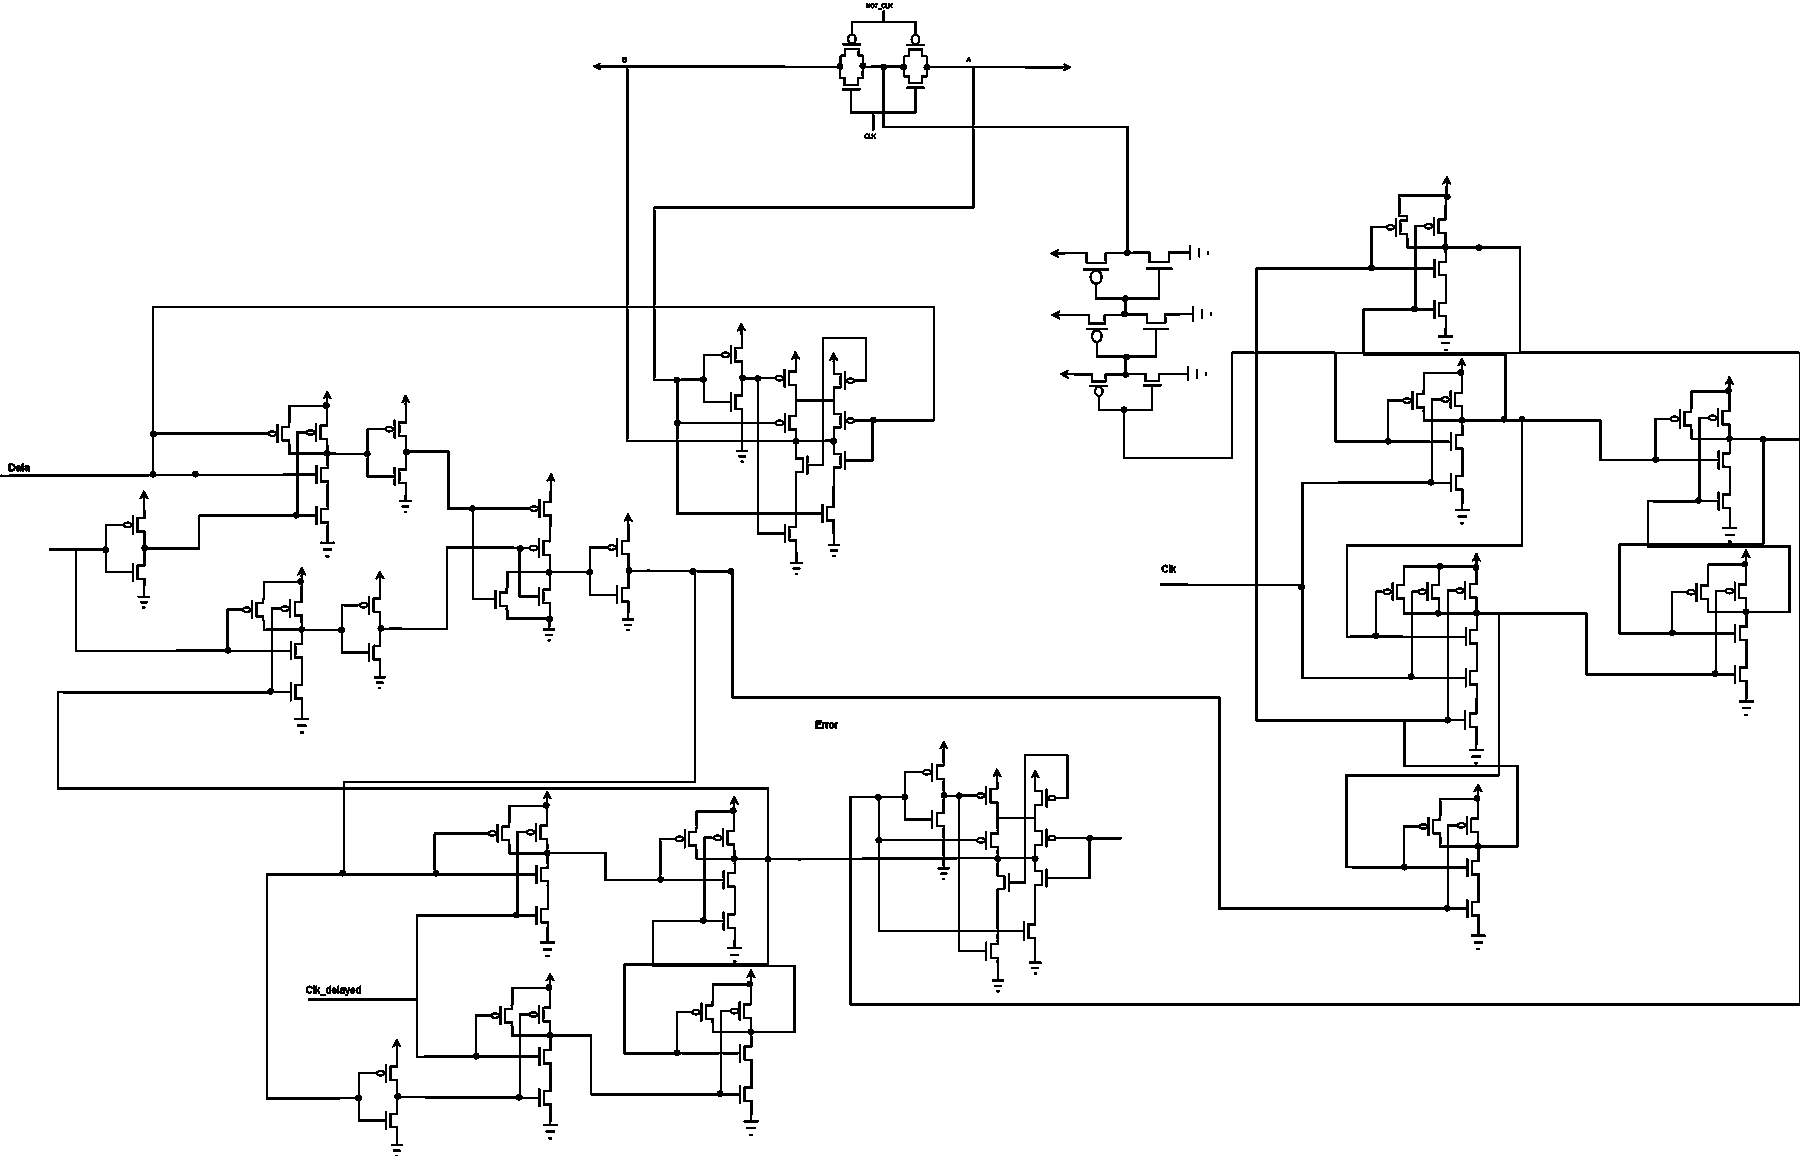 NOT_CLK
B
A
CLK
Data
Clk
Error
Clk_delayed